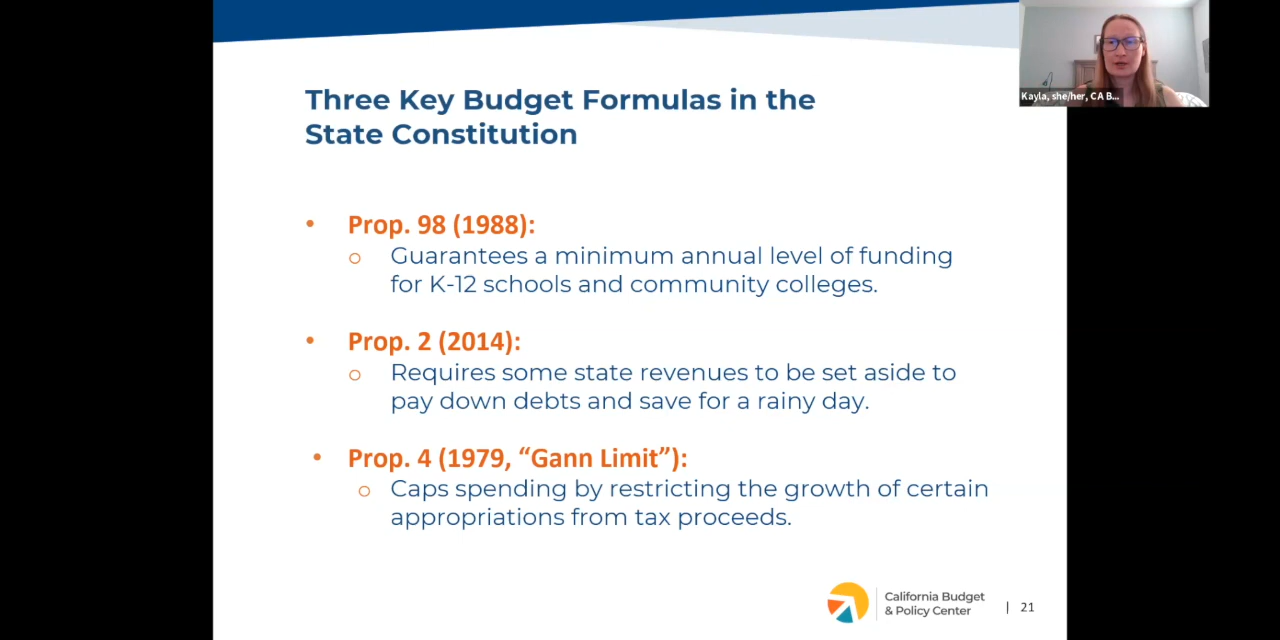 Three Key Budget Formulas in the
State Constitution
• Prop. 98 (1988):
o Guarantees a minimum annual level of funding
for K-12 schools and community colleges.
• Prop. 2 (2014):
o Requires some state revenues to be set aside to
pay down debts and save for a rainy day.
• Prop. 4 (1979, “Gann Limit”):
o Caps spending by restricting the growth of certain
appropriations from tax proceeds.
California Budget
& Policy Center
| 21
Kayla, she/her, CA B...